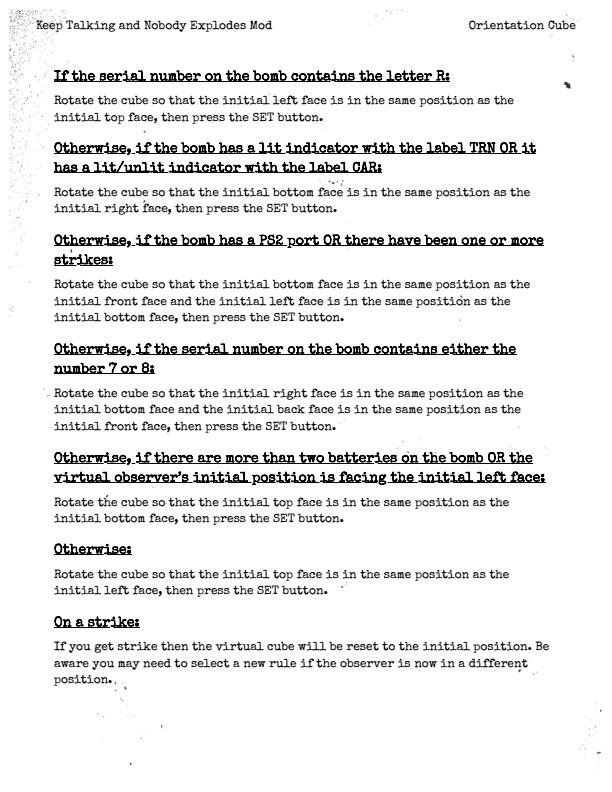 Keep Talking and Nobody Explodes Mod
Orientation Cube
If the serial number on the bomb contains the letter R:
Rotate the cube so that the initial left face is in the same position as the
initial top face, then press the SET button.
Otherwise, if the bomb has a lit indicator with the label TRN OR it
has a lit/unlit indicator with the label CAR:
Rotate the cube so that the initial bottom face is in the same position as the
initial right face, then press the SET button.
Otherwise, if the bomb has a PS2 port OR there have been one or more
strikes:
Rotate the cube so that the initial bottom face is in the same position as the
initial front face and the initial left face is in the same position as the
initial bottom face, then press the SET button.
Otherwise, if the serial number on the bomb contains either the
number 7 or 8:
Rotate the cube so that the initial right face is in the same position as the
initial bottom face and the initial back face is in the same position as the
initial front face, then press the SET button.
Otherwise, if there are more than two batteries on the bomb OR the
virtual observer's initial position is facing the initial left face:
Rotate the cube so that the initial top face is in the same position as the
initial bottom face, then press the SET button.
Otherwise:
Rotate the cube so that the initial top face is in the same position as the
initial left face, then press the SET button.
On a strike:
If you get strike then the virtual cube will be reset to the initial position. Be
aware you may need to select a new rule if the observer is now in a different
position.